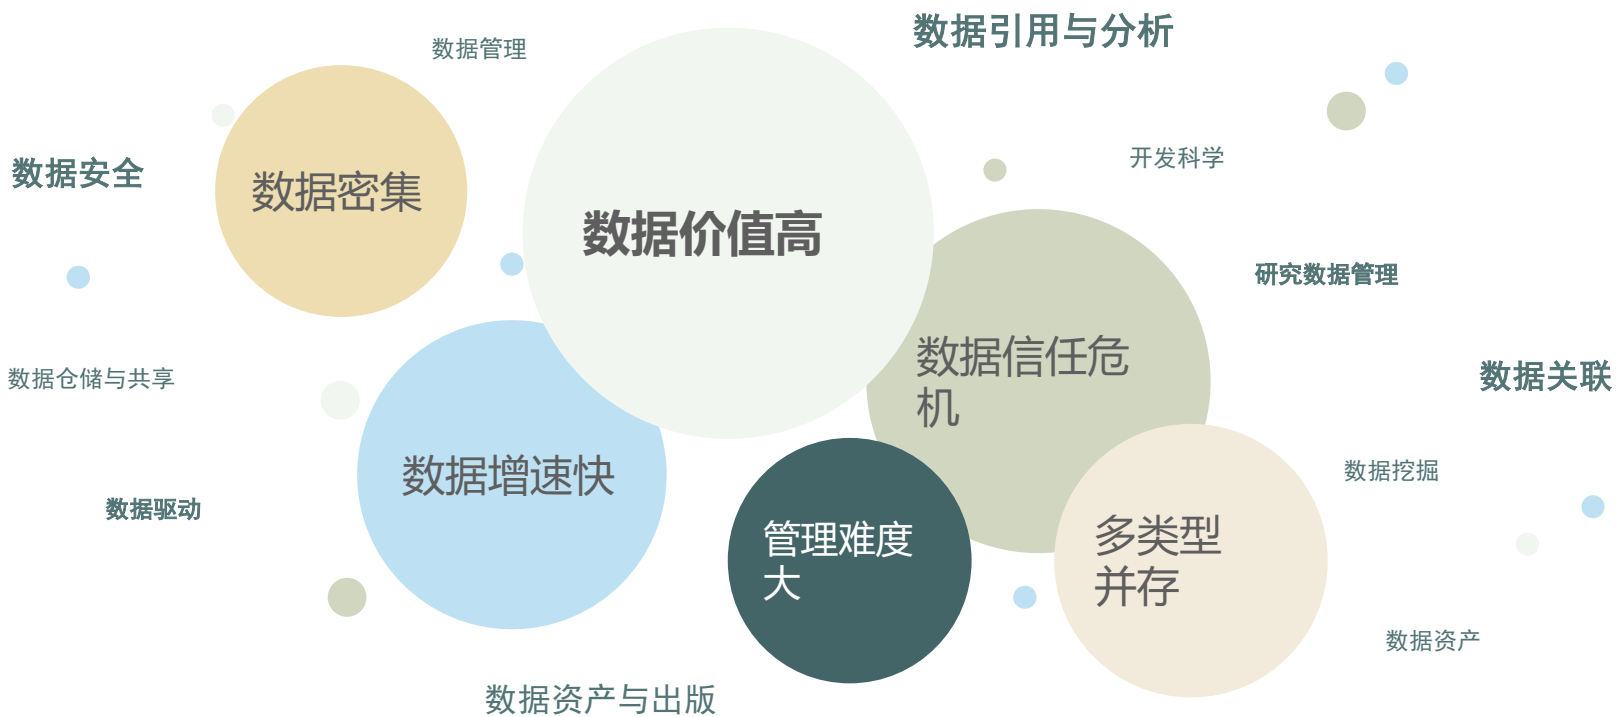 数据引用与分析
数据管理
开发科学
数据安全
数据密集
数据价值高
研究数据管理
数据信任危
机
数据仓储与共享
数据关联
数据增速快
数据挖掘
数据驱动
管理难度
大
多类型
并存
数据资产
数据资产与出版